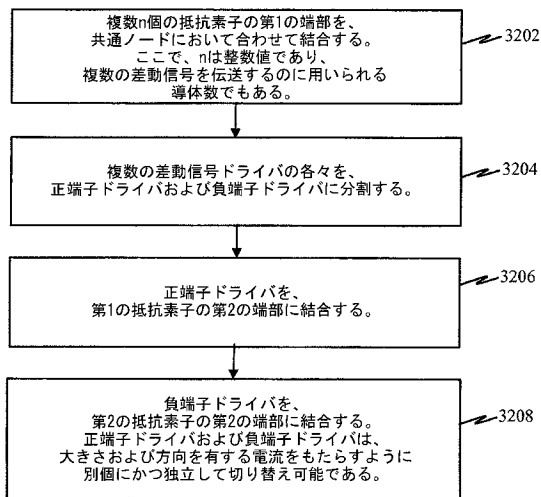 複数n個の抵抗素子の第1の端部を、
共通ノードにおいて合わせて結合する。
ここで、nは整数値であり、
複数の差動信号を伝送するのに用いられる
導体数でもある。
3202
複数の差動信号ドライバの各々を、
正端子ドライバおよび負端子ドライバに分割する。
3204
正端子ドライバを、
第1の抵抗素子の第2の端部に結合する。
3206
負端子ドライバを、
第2の抵抗素子の第2の端部に結合する。
正端子ドライバおよび負端子ドライバは、
大きさおよび方向を有する電流をもたらすように
別個にかつ独立して切り替え可能である。
3208